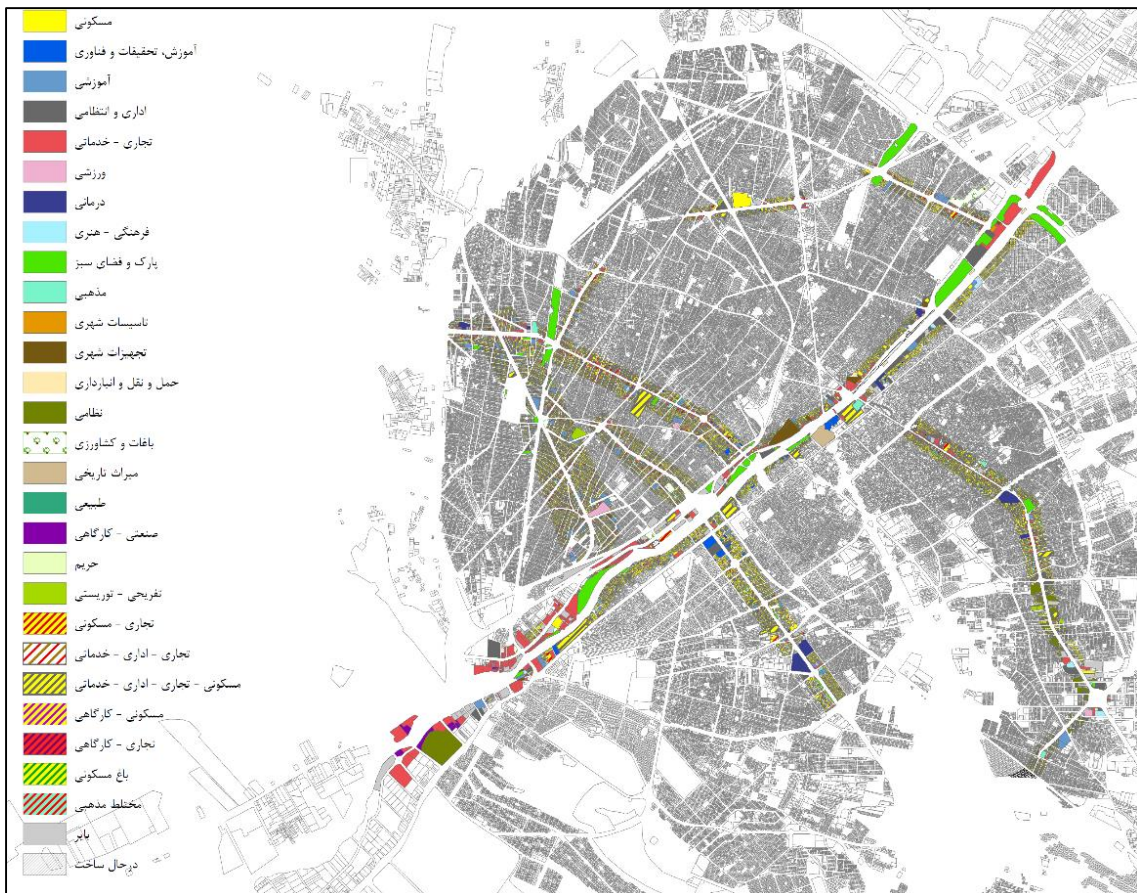 مسکونی
آموزش، تحقیقات و فناوری
آموزشی
اداری و انتظامی
تجاری - خدماتی
ورزشی
درمانی
فرهنگی - هنری
پارک و فضای سبز
مذهبی
تاسیسات شهری
تجهیزات شهری
حمل و نقل و انبارداری
نظامی
باغات و کشاورزی
میراث تاریخی
طبیعی
صنعتی - کارگاهی
حریم
تفریحی - توریستی
تجاری - مسکونی
تجاری - اداری - خدماتی
مسکونی - تجاری - اداری - خدماتی
مسکونی - کارگاهی
تجاری - کارگاهی
باغ مسکونی
مختلط مذهبی
بایر
درحال ساخت